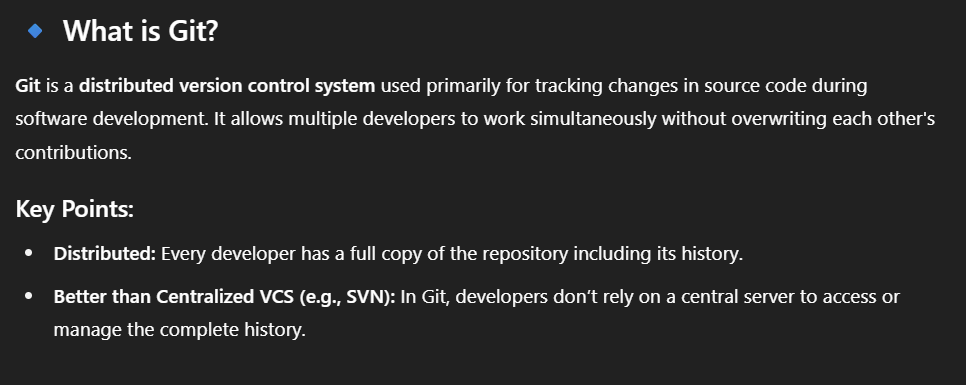 What is Git?
Git is a distributed version control system used primarily for tracking changes in source code during
software development. It allows multiple developers to work simultaneously without overwriting each other's
contributions.
Key Points:
• Distributed: Every developer has a full copy of the repository including its history.
• Better than Centralized VCS (e.g., SVN): In Git, developers don’t rely on a central server to access or
manage the complete history.